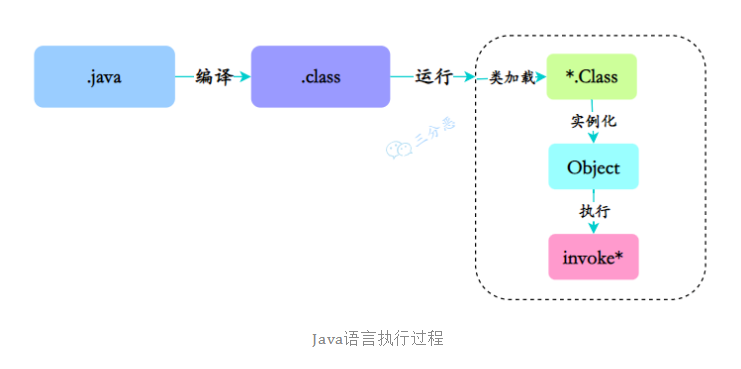 .java
编译
.class
运行
类加载
*.Class
实例化
Object
执行
invoke*
三分恶
Java语言执行过程